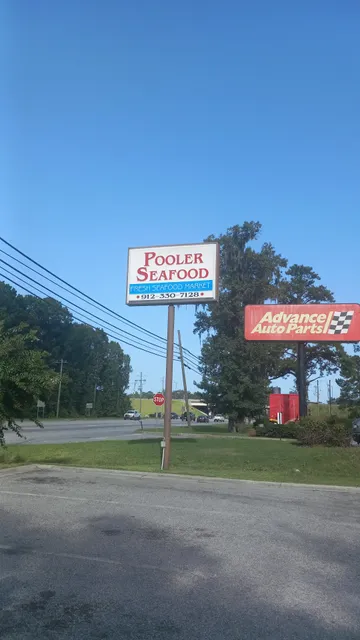 POOLER
SEAFOOD
FRESH SEAFOOD MARKET
912-330-7128
Advance
Auto Parts
STOP